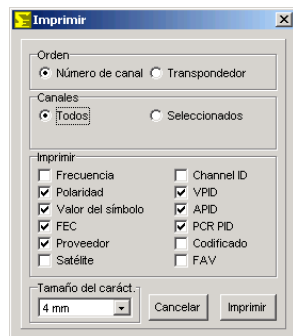 Imprimir
Orden
Número de canal Transpondedor
Canales
Todos Seleccionados
Imprimir
Frecuencia Channel ID
Polaridad VPID
Valor del símbolo APID
FEC PCR PID
Proveedor Codificado
Satélite FAV
Tamaño del caráct.
4 mm Cancelar Imprimir